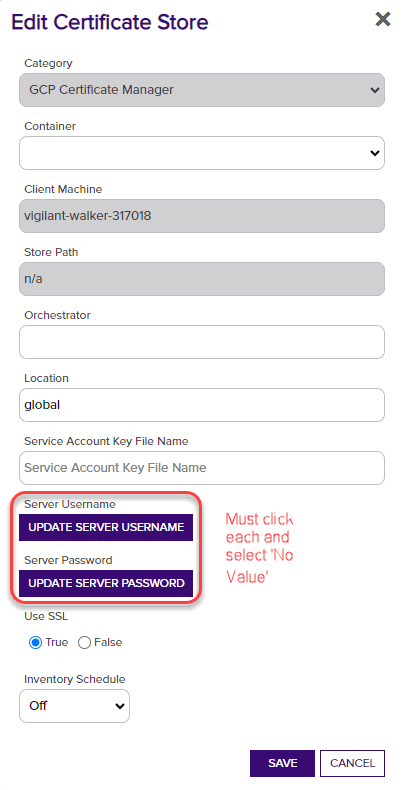 Edit Certificate Store
Category
GCP Certificate Manager
Container
Client Machine
vigilant-walker-317018
Store Path
n/a
Orchestrator
Location
global
Service Account Key File Name
Service Account Key File Name
Server Username
UPDATE SERVER USERNAME
Server Password
UPDATE SERVER PASSWORD
Must click
each and
select 'No
Value'
Use SSL
True False
Inventory Schedule
Off
SAVE CANCEL